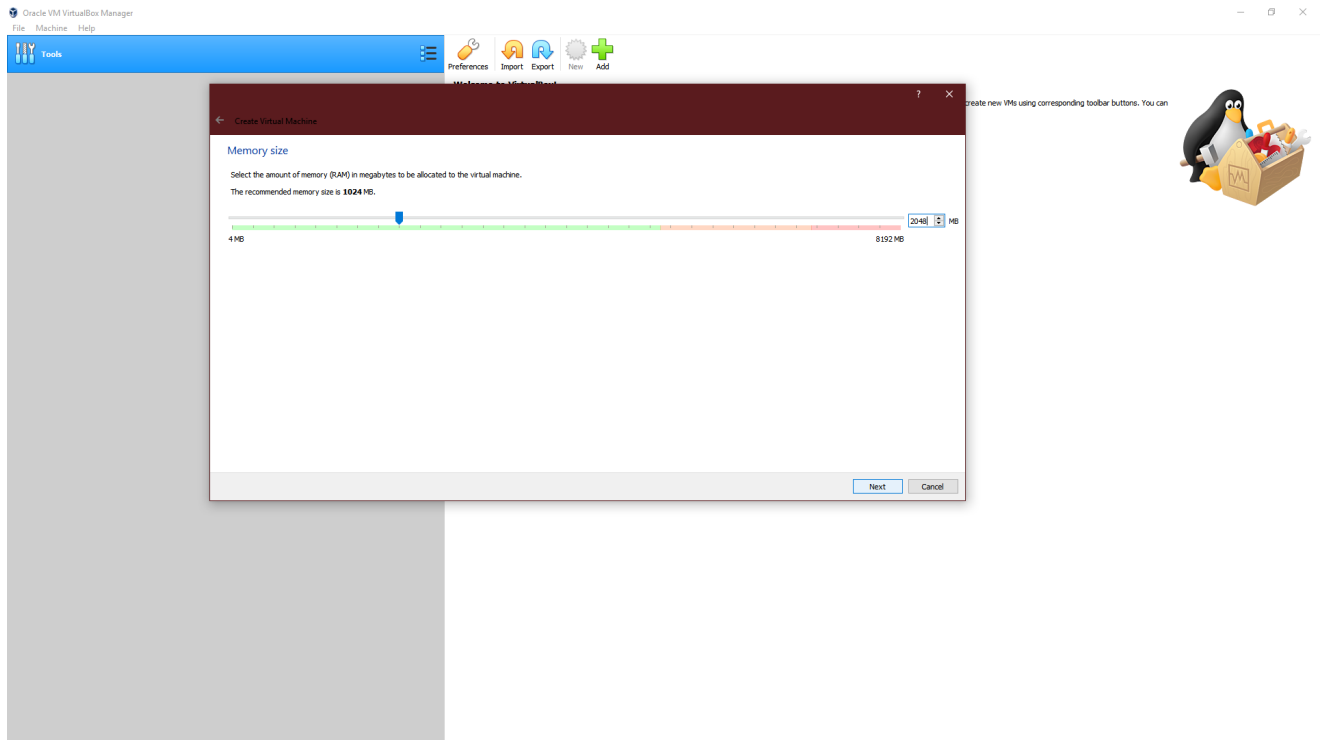 Oracle VM VirtualBox Manager
File Machine Help
Tools
Preferences Import Export New Add
Welcome to VirtualBox!
create new VMs using corresponding toolbar buttons. You can
? ×
Create Virtual Machine
Memory size
Select the amount of memory (RAM) in megabytes to be allocated to the virtual machine.
The recommended memory size is 1024 MB.
2048 MB
4 MB 8192 MB
Next Cancel